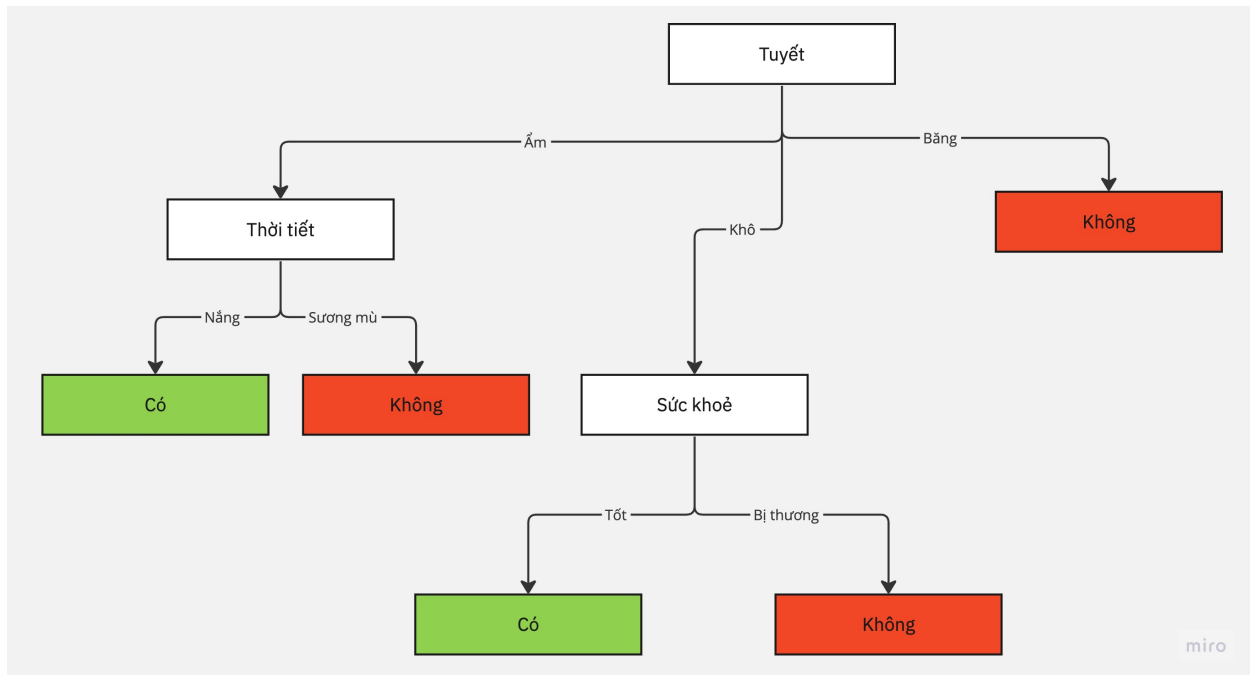 Tuyết
Ẩm
Băng
Thời tiết
Không
Khô
Nắng
Sương mù
Có
Không
Sức khoẻ
Tốt
Bị thương
Có
Không
miro